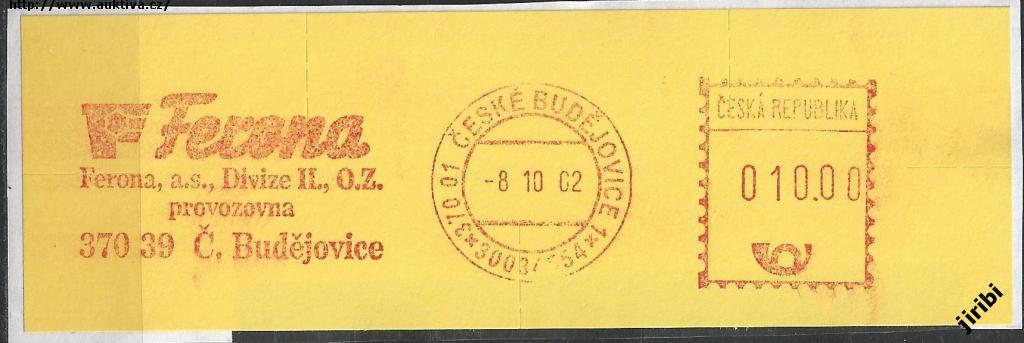 http://www.auktiva.cz/
Ferona
Ferona, a.s., Divize II., O.Z.
provozovna
370 39 Č. Budějovice
370 01 ČESKÉ BUDĚJOVICE 1
-8 10 02
ČESKÁ REPUBLIKA
010.00
jiribi